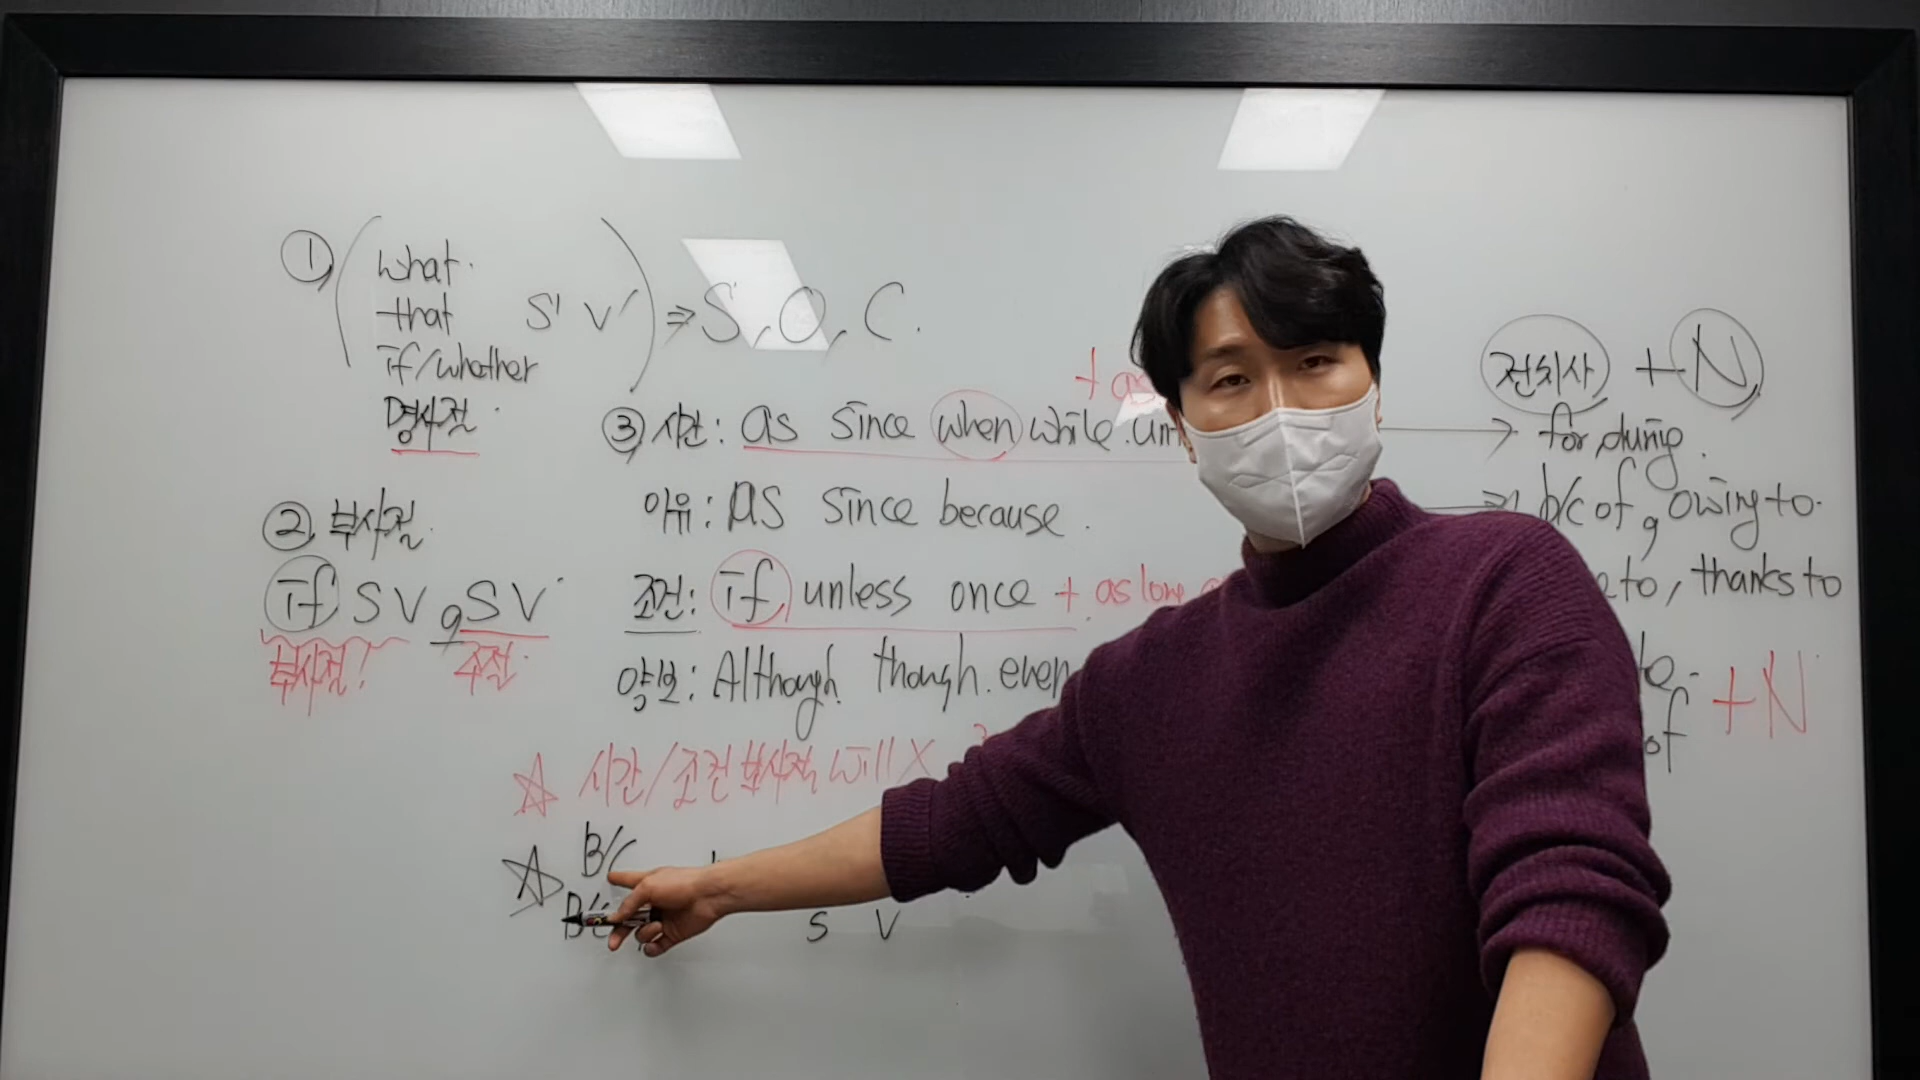 ① what
that S' V' ⇒ S, O, C.
if/whether
명사절
② 부사절
if S V, S V
부사절! 주절
+ as
③ 시간: as since when while until
이유: as since because.
조건: if unless once + as long
양보: Although though. even
☆ 시간/조건 부사절 will X
☆ B/C
B/C
S V
전치사 + N
→ for, during.
→ b/c of, owing to.
to, thanks to
to.
of
+N